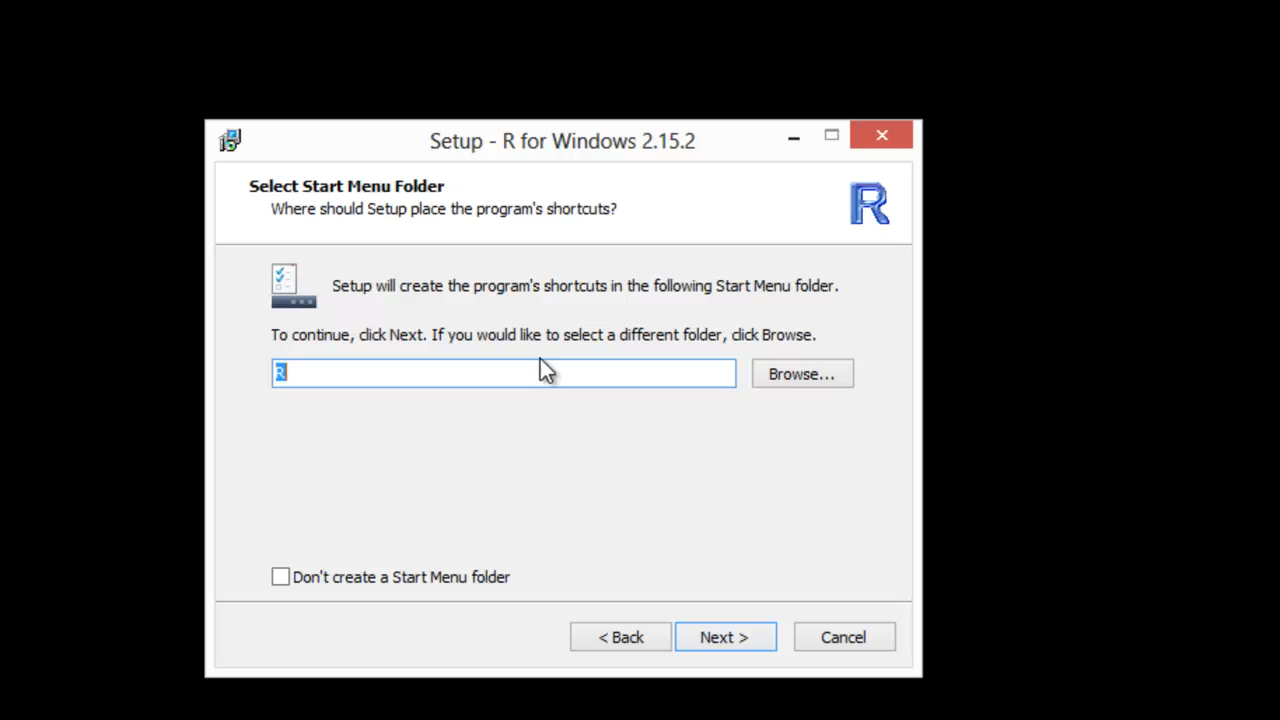 Setup - R for Windows 2.15.2
Select Start Menu Folder
Where should Setup place the program's shortcuts?
R
Setup will create the program's shortcuts in the following Start Menu folder.
To continue, click Next. If you would like to select a different folder, click Browse.
R
Browse...
Don't create a Start Menu folder
< Back
Next >
Cancel